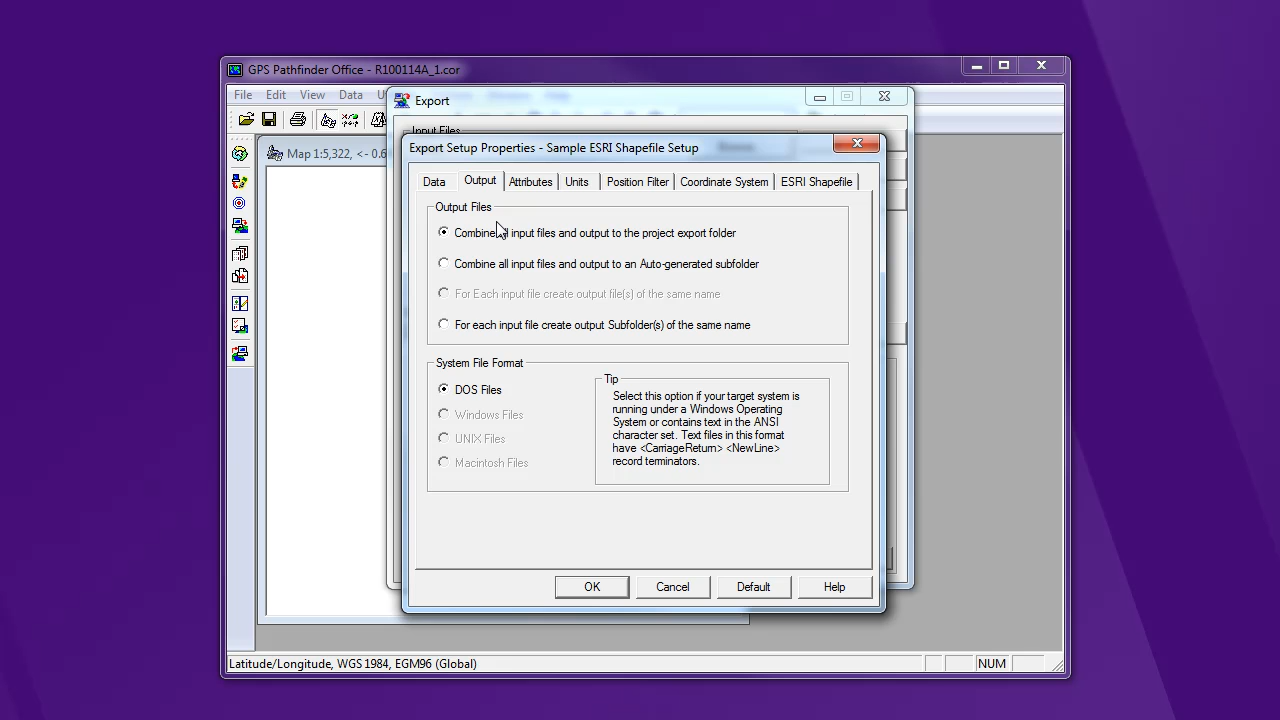 GPS Pathfinder Office - R100114A_1.cor
File Edit View Data
Export
Input Files
Map 1:5,322, <- 0.6
Export Setup Properties - Sample ESRI Shapefile Setup
Data Output Attributes Units Position Filter Coordinate System ESRI Shapefile
Output Files
Combine all input files and output to the project export folder
Combine all input files and output to an Auto-generated subfolder
For Each input file create output file(s) of the same name
For each input file create output Subfolder(s) of the same name
System File Format
DOS Files
Windows Files
UNIX Files
Macintosh Files
Tip
Select this option if your target system is
running under a Windows Operating
System or contains text in the ANSI
character set. Text files in this format
have <CarriageReturn> <NewLine>
record terminators.
OK Cancel Default Help
Latitude/Longitude, WGS 1984, EGM96 (Global)
NUM